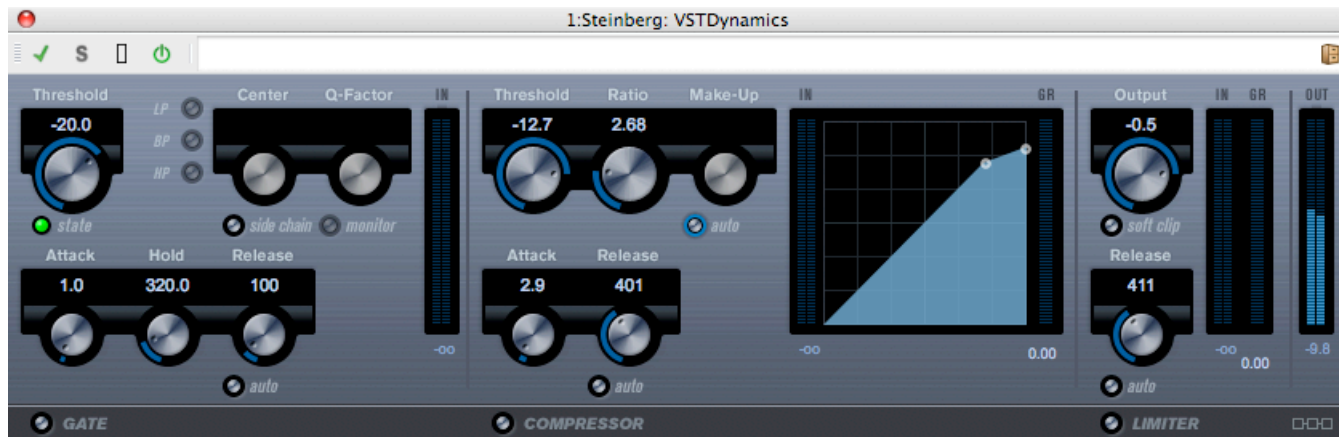 1:Steinberg: VSTDynamics
S
Threshold LP Center Q-Factor IN Threshold Ratio Make-Up IN GR Output IN GR OUT
-20.0 -12.7 2.68 -0.5
BP
HP
state side chain monitor auto soft clip
Attack Hold Release Attack Release Release
1.0 320.0 100 2.9 401 411
-oo -oo 0.00 -oo 0.00 -9.8
auto auto auto
GATE COMPRESSOR LIMITER